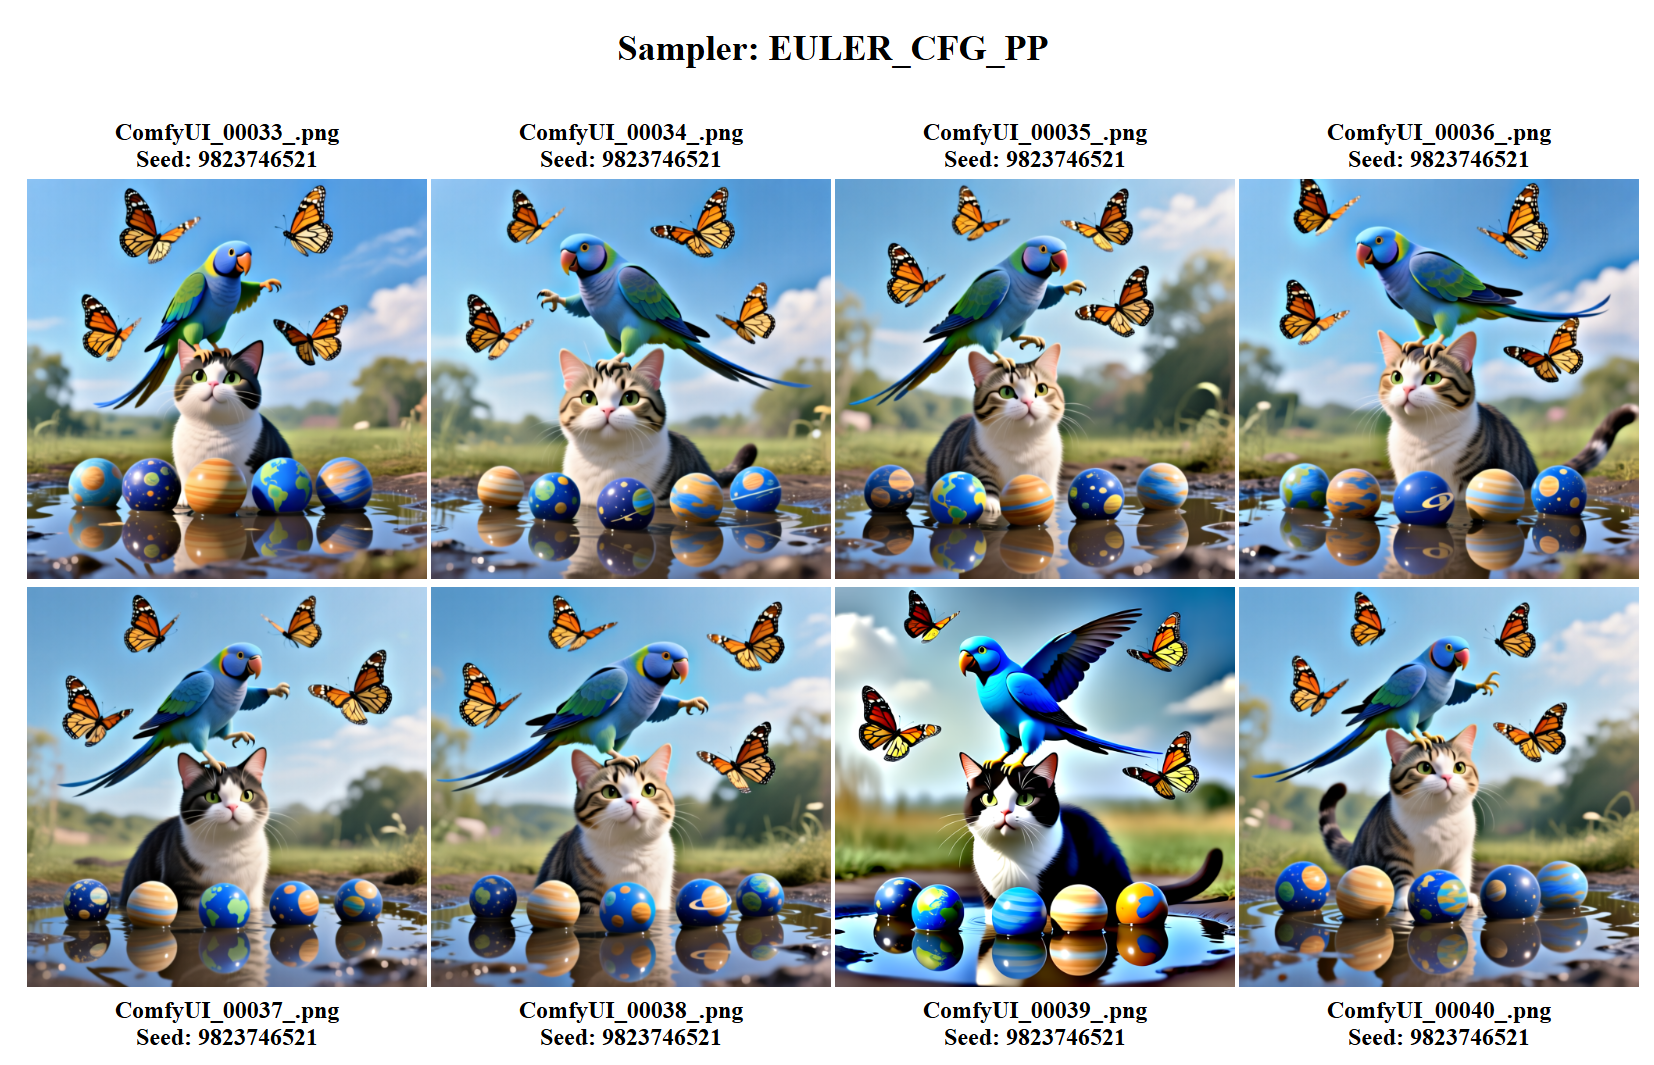 Sampler: EULER_CFG_PP
ComfyUI_00033_.png
Seed: 9823746521
ComfyUI_00034_.png
Seed: 9823746521
ComfyUI_00035_.png
Seed: 9823746521
ComfyUI_00036_.png
Seed: 9823746521
ComfyUI_00037_.png
Seed: 9823746521
ComfyUI_00038_.png
Seed: 9823746521
ComfyUI_00039_.png
Seed: 9823746521
ComfyUI_00040_.png
Seed: 9823746521